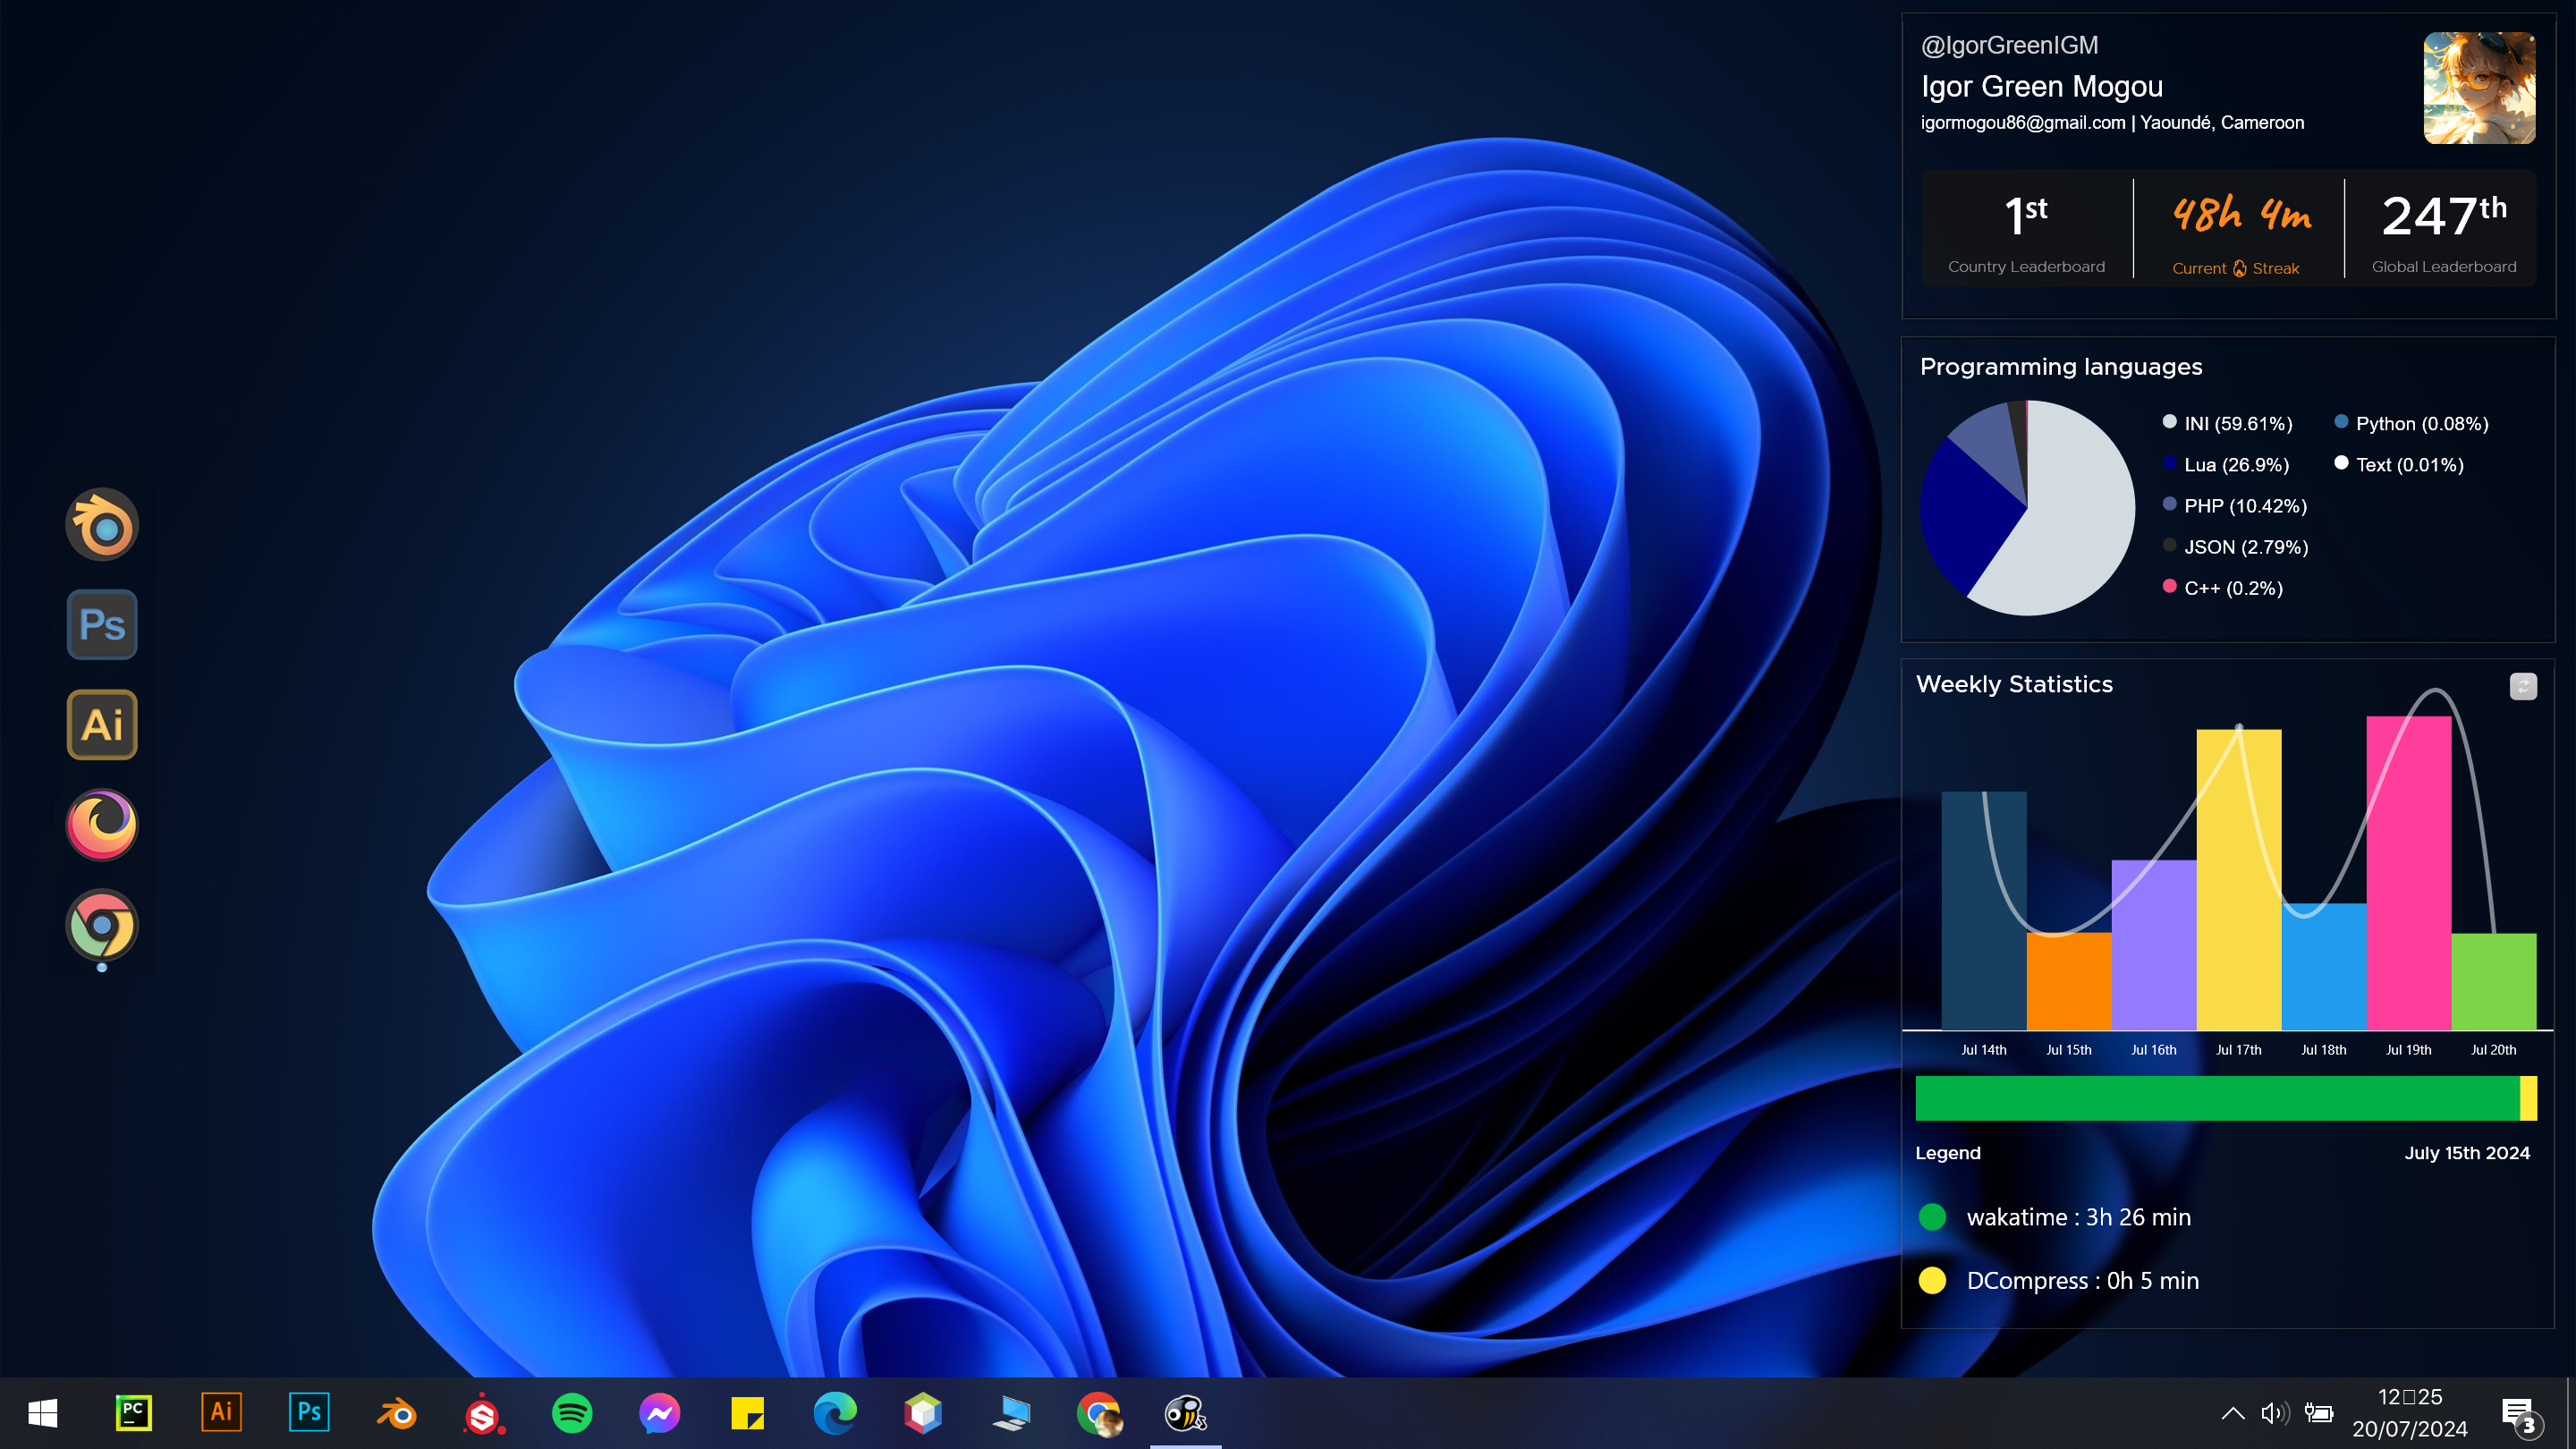 @IgorGreenIGM
Igor Green Mogou
igormogou86@gmail.com | Yaoundé, Cameroon
1st
Country Leaderboard
48h 4m
Current Streak
247th
Global Leaderboard
Programming languages
INI (59.61%)
Lua (26.9%)
PHP (10.42%)
JSON (2.79%)
C++ (0.2%)
Python (0.08%)
Text (0.01%)
Ps
Ai
Weekly Statistics
Jul 14th Jul 15th Jul 16th Jul 17th Jul 18th Jul 19th Jul 20th
Legend July 15th 2024
wakatime : 3h 26 min
DCompress : 0h 5 min
PC
Ai
Ps
S
12□25
20/07/2024
3